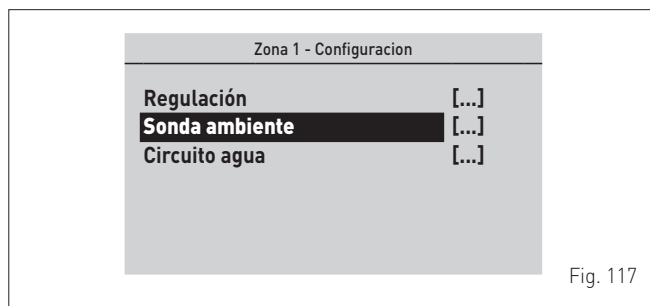 Zona 1 - Configuracion
Regulación [...]
Sonda ambiente [...]
Circuito agua [...]
Fig. 117